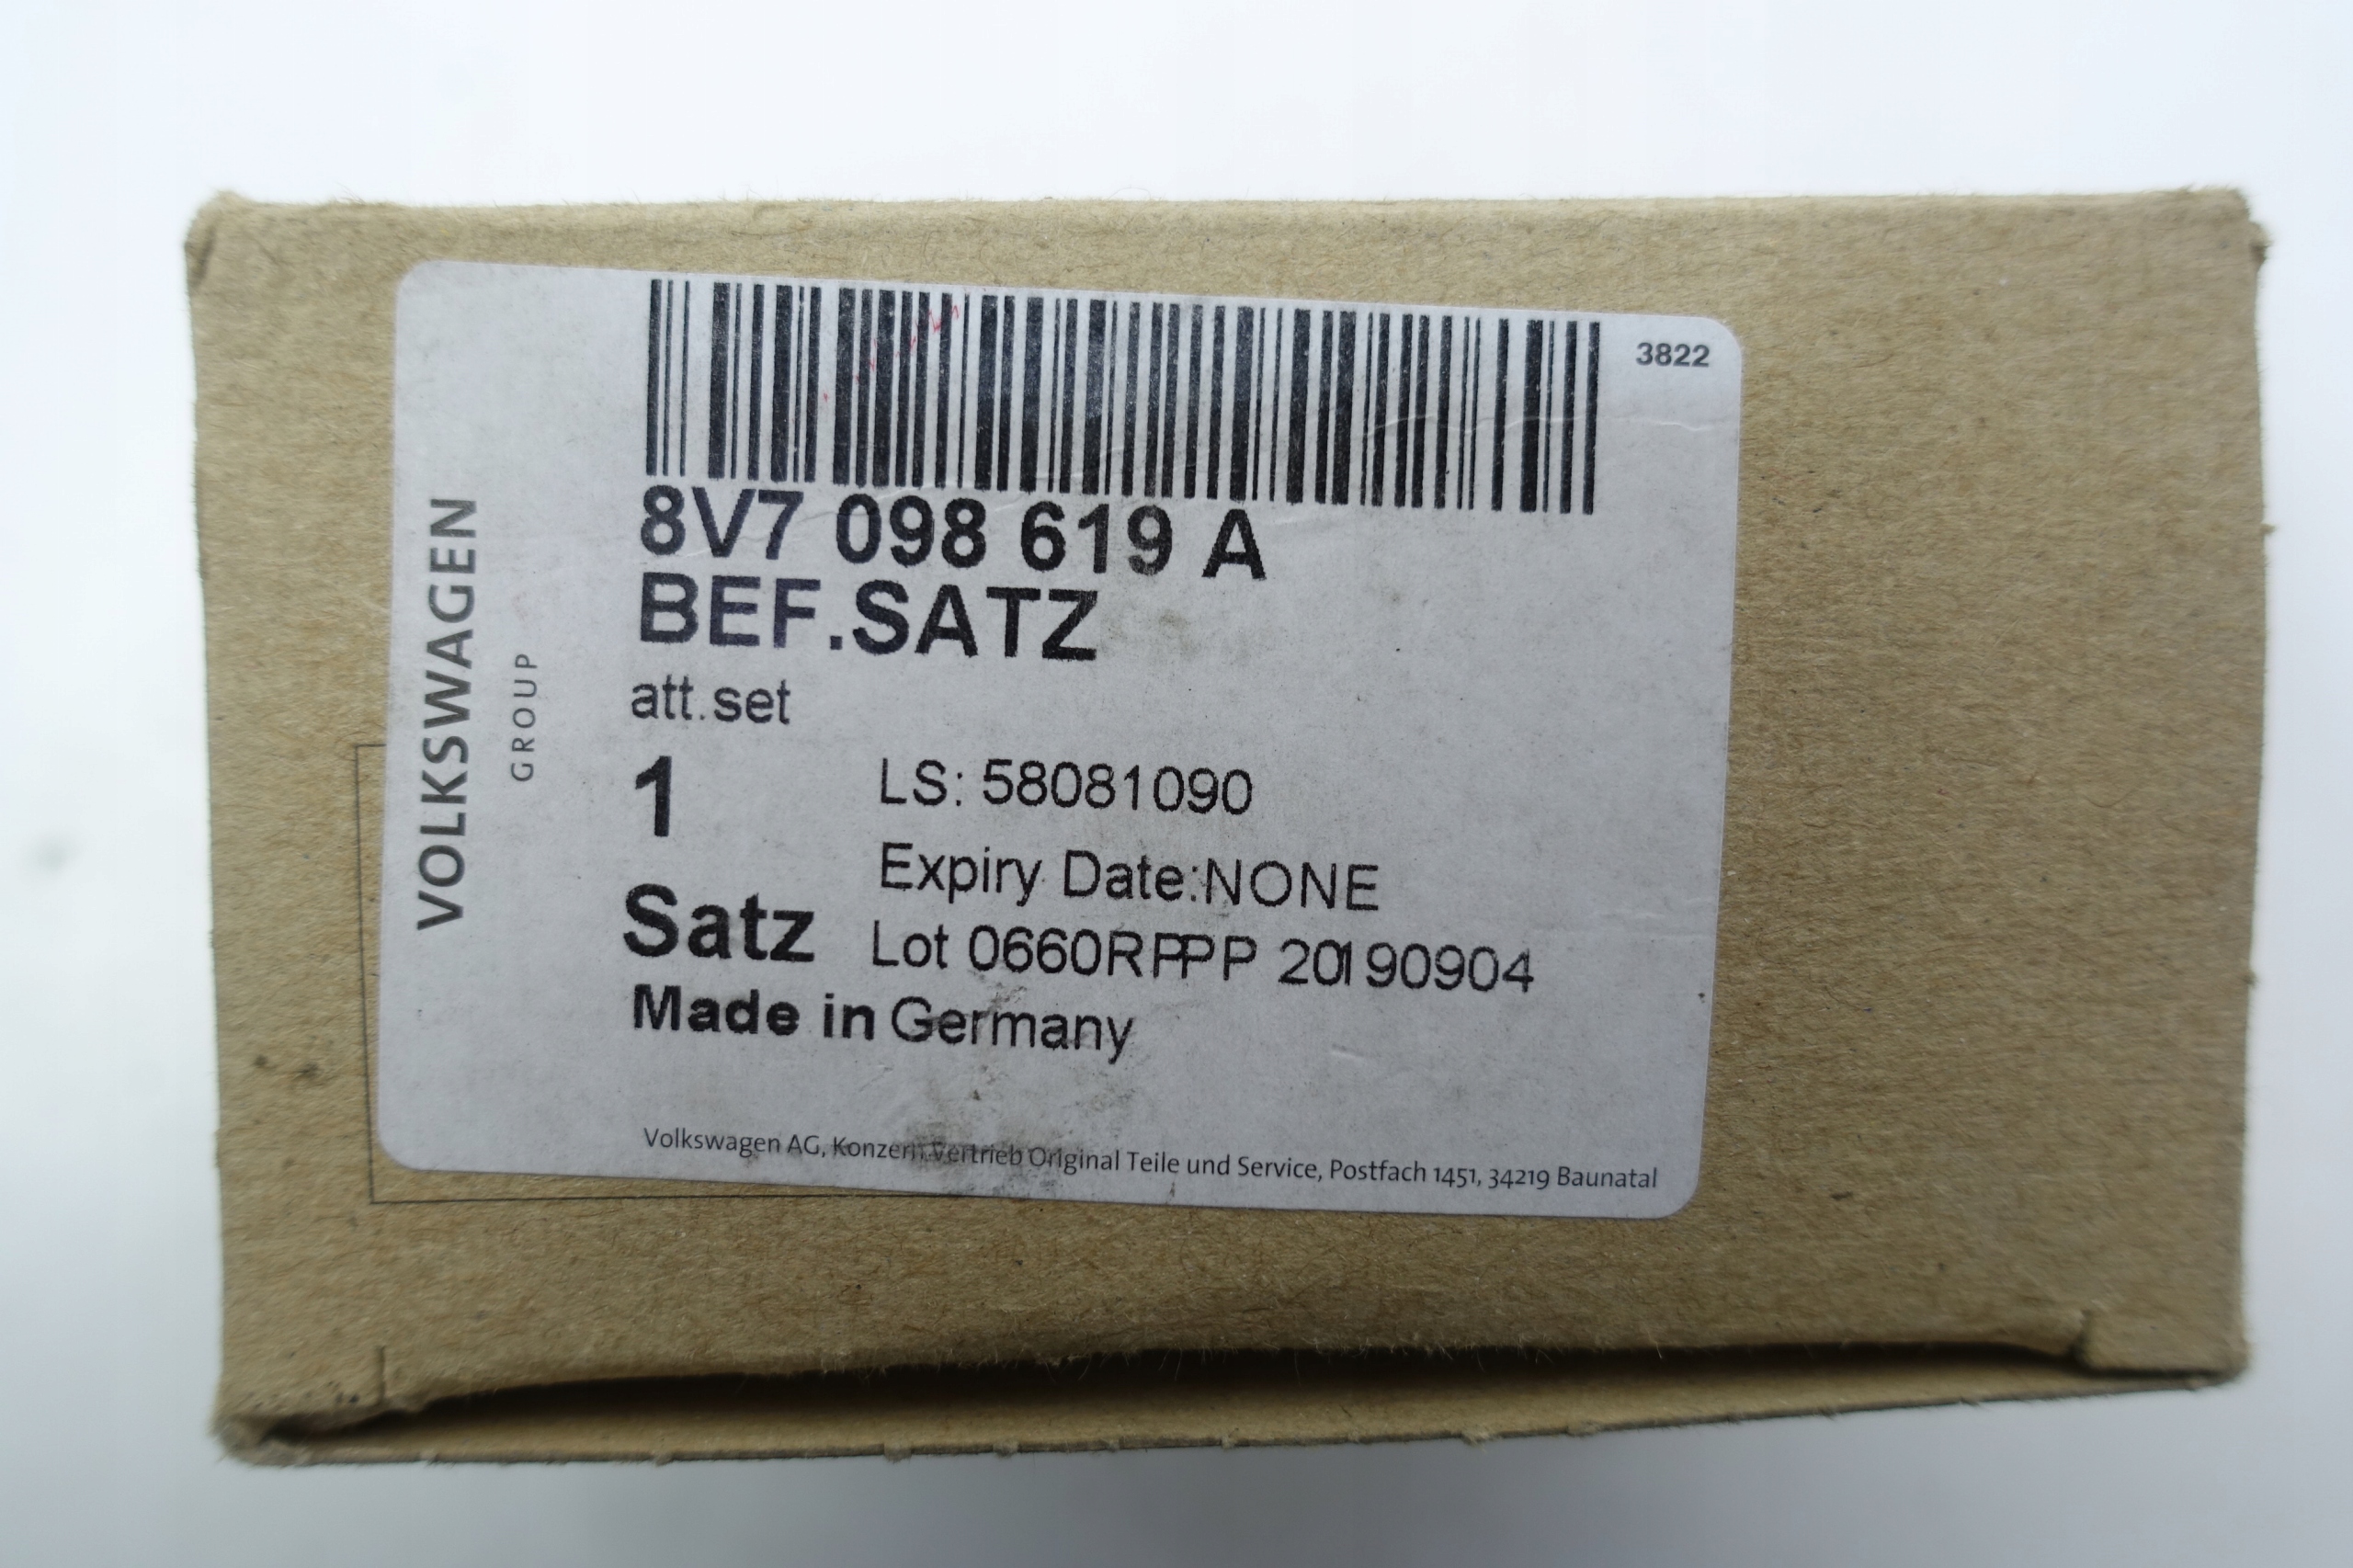 VOLKSWAGEN
GROUP
3822
8V7 098 619 A
BEF.SATZ
att.set
1
LS: 58081090
Expiry Date:NONE
Satz
Lot 0660RPPP 20190904
Made in Germany
Volkswagen AG, Konzern Vertrieb Original Teile und Service, Postfach 1451, 34219 Baunatal